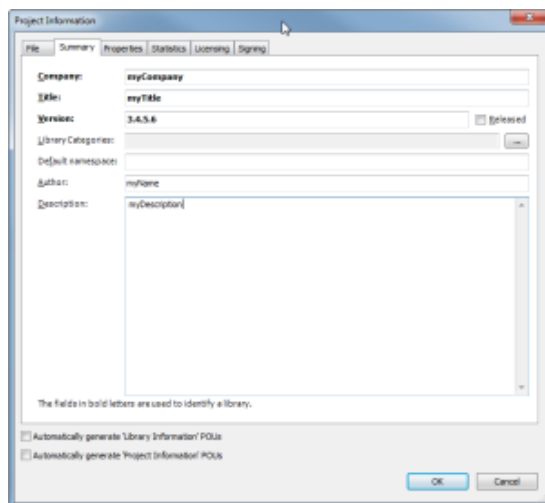 Project Information
File Summary Properties Statistics Licensing Signing
Company: myCompany
Title: myTitle
Version: 3.4.5.6 Released
Library Categories: ...
Default namespace:
Author: myName
Description: myDescription
The fields in bold letters are used to identify a library.
Automatically generate 'Library Information' POUs
Automatically generate 'Project Information' POUs
OK Cancel